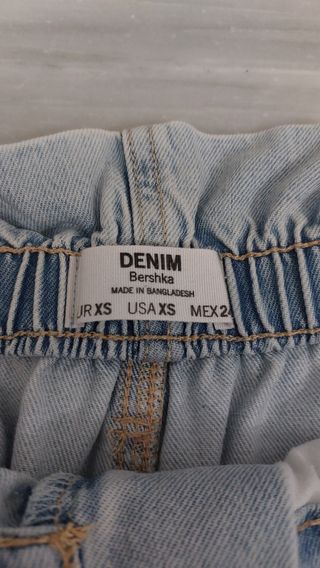 DENIM
Bershka
MADE IN BANGLADESH
UR XS USA XS MEX 24